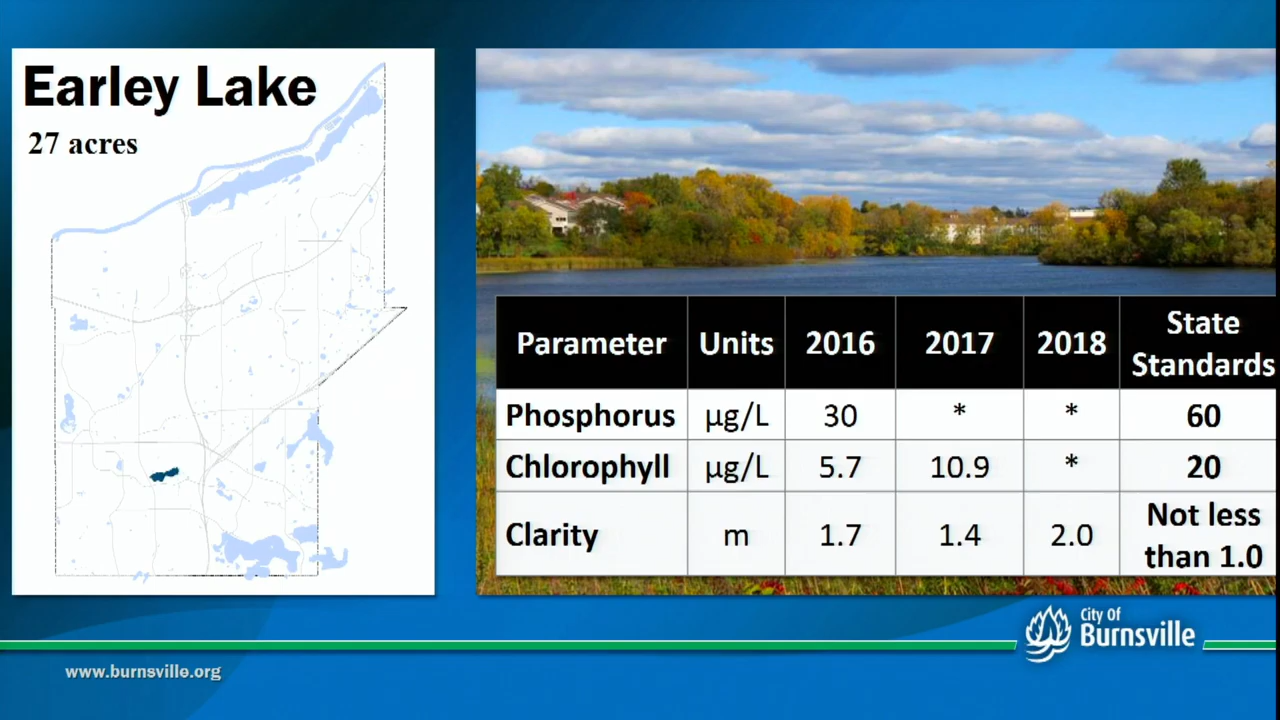 Earley Lake
27 acres
Parameter Units 2016 2017 2018 State Standards
Phosphorus µg/L 30 * * 60
Chlorophyll µg/L 5.7 10.9 * 20
Clarity m 1.7 1.4 2.0 Not less than 1.0
City Of
Burnsville
www.burnsville.org